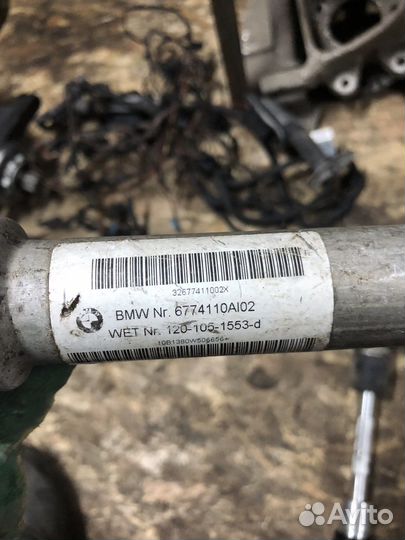 32677411002X
BMW Nr. 6774110AI02
WET Nr. 120-105-1553-d
Avito